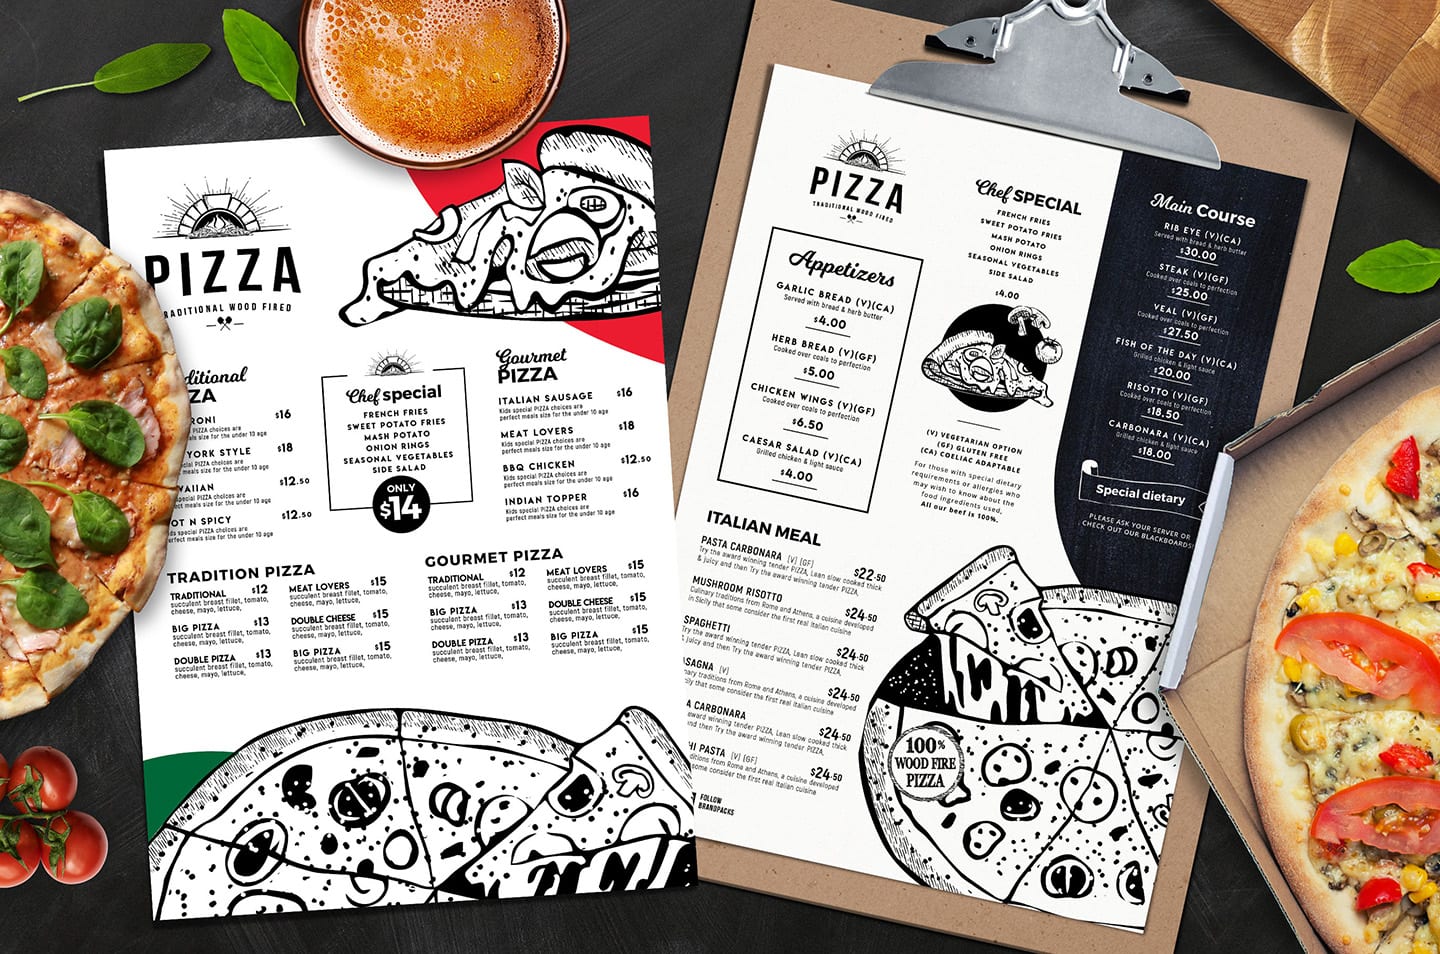 PIZZA
RADITIONAL WOOD FIRED
ditional
ZA
RONI $16
pecial PIZZA choices are
als size for the under 10 age
YORK STYLE $18
pecial PIZZA choices are
meals size for the under 10 age
AIIAN $12.50
special PIZZA choices are
meals size for the under 10 age
OT N SPICY $12.50
ids special PIZZA choices are
meals size for the under 10 age
Chef special
FRENCH FRIES
SWEET POTATO FRIES
MASH POTATO
ONION RINGS
SEASONAL VEGETABLES
SIDE SALAD
ONLY
$14
Gourmet
PIZZA
ITALIAN SAUSAGE $16
Kids special PIZZA choices are
perfect meals size for the under 10 age
MEAT LOVERS $18
Kids special PIZZA choices are
perfect meals size for the under 10 age
BBQ CHICKEN $12.50
Kids special PIZZA choices are
perfect meals size for the under 10 age
INDIAN TOPPER $16
Kids special PIZZA choices are
perfect meals size for the under 10 age
TRADITION PIZZA
TRADITIONAL $12
succulent breast fillet, tomato,
cheese, mayo, lettuce,
BIG PIZZA $13
succulent breast fillet, tomato,
cheese, mayo, lettuce,
DOUBLE PIZZA $13
succulent breast fillet, tomato,
cheese, mayo, lettuce,
MEAT LOVERS $15
succulent breast fillet, tomato,
cheese, mayo, lettuce,
DOUBLE CHEESE $15
succulent breast fillet, tomato,
cheese, mayo, lettuce,
BIG PIZZA $15
succulent breast fillet, tomato,
cheese, mayo, lettuce,
GOURMET PIZZA
TRADITIONAL $12
succulent breast fillet, tomato,
cheese, mayo, lettuce,
BIG PIZZA $13
succulent breast fillet, tomato,
cheese, mayo, lettuce,
DOUBLE PIZZA $13
succulent breast fillet, tomato,
cheese, mayo, lettuce,
MEAT LOVERS $15
succulent breast fillet, tomato,
cheese, mayo, lettuce,
DOUBLE CHEESE $15
succulent breast fillet, tomato,
cheese, mayo, lettuce,
BIG PIZZA $15
succulent breast fillet, tomato,
cheese, mayo, lettuce,
PIZZA
TRADITIONAL WOOD FIRED
Appetizers
GARLIC BREAD (V)(CA)
Served with bread & herb butter
$4.00
HERB BREAD (V)(GF)
Cooked over coals to perfection
$5.00
CHICKEN WINGS (V)(GF)
Cooked over coals to perfection
$6.50
CAESAR SALAD (V)(CA)
Grilled chicken & light sauce
$4.00
Chef SPECIAL
FRENCH FRIES
SWEET POTATO FRIES
MASH POTATO
ONION RINGS
SEASONAL VEGETABLES
SIDE SALAD
$4.00
(V) VEGETARIAN OPTION
(GF) GLUTEN FREE
(CA) COELIAC ADAPTABLE
For those with special dietary
requirements or allergies who
may wish to know about the
food ingredients used,
All our beef is 100%.
Main Course
RIB EYE (V)(CA)
Served with bread & herb butter
$30.00
STEAK (V)(GF)
Cooked over coals to perfection
$25.00
VEAL (V)(GF)
Cooked over coals to perfection
$27.50
FISH OF THE DAY (V)(CA)
Grilled chicken & light sauce
$20.00
RISOTTO (V)(GF)
Cooked over coals to perfection
$18.50
CARBONARA (V)(CA)
Grilled chicken & light sauce
$18.00
Special dietary
PLEASE ASK YOUR SERVER OR
CHECK OUT OUR BLACKBOARDS
ITALIAN MEAL
PASTA CARBONARA [V] [GF] $22.50
Try the award winning tender PIZZA, Lean slow cooked thick
& juicy and then Try the award winning tender PIZZA,
MUSHROOM RISOTTO $24.50
Culinary traditions from Rome and Athens, a cuisine developed
in Sicily that some consider the first real Italian cuisine
SPAGHETTI $24.50
Try the award winning tender PIZZA, Lean slow cooked thick
& juicy and then Try the award winning tender PIZZA,
ASAGNA [V] $24.50
nary traditions from Rome and Athens, a cuisine developed
cily that some consider the first real Italian cuisine
A CARBONARA $24.50
award winning tender PIZZA, Lean slow cooked thick
and then Try the award winning tender PIZZA,
HI PASTA [V] [GF] $24.50
ditions from Rome and Athens, a cuisine developed
some consider the first real Italian cuisine
FOLLOW
BRANDPACKS
100%
WOOD FIRE
PIZZA